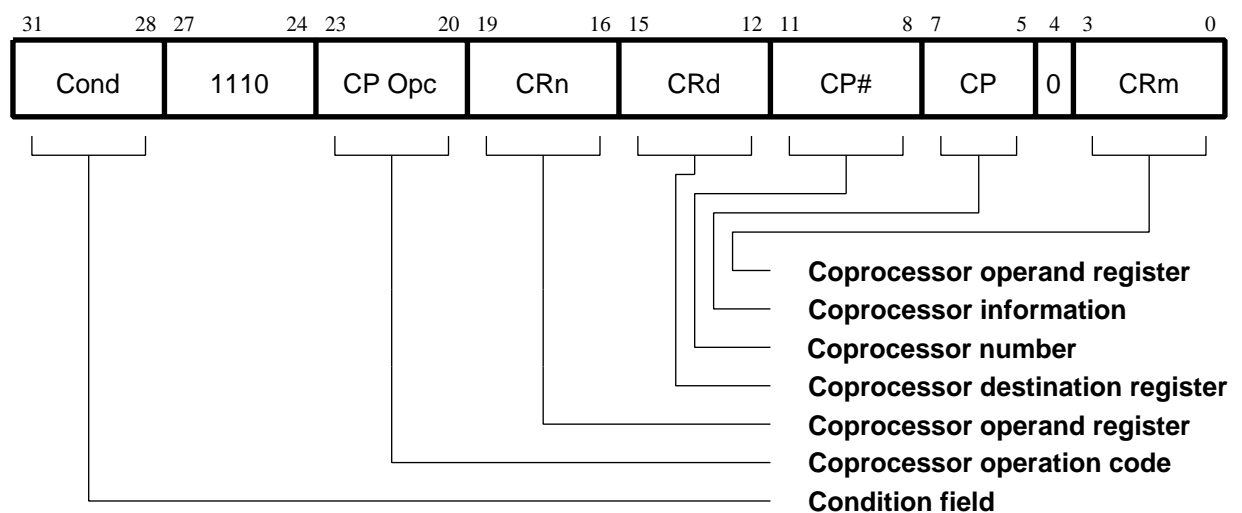 31 28 27 24 23 20 19 16 15 12 11 8 7 5 4 3 0
Cond 1110 CP Opc CRn CRd CP# CP 0 CRm
Coprocessor operand register
Coprocessor information
Coprocessor number
Coprocessor destination register
Coprocessor operand register
Coprocessor operation code
Condition field